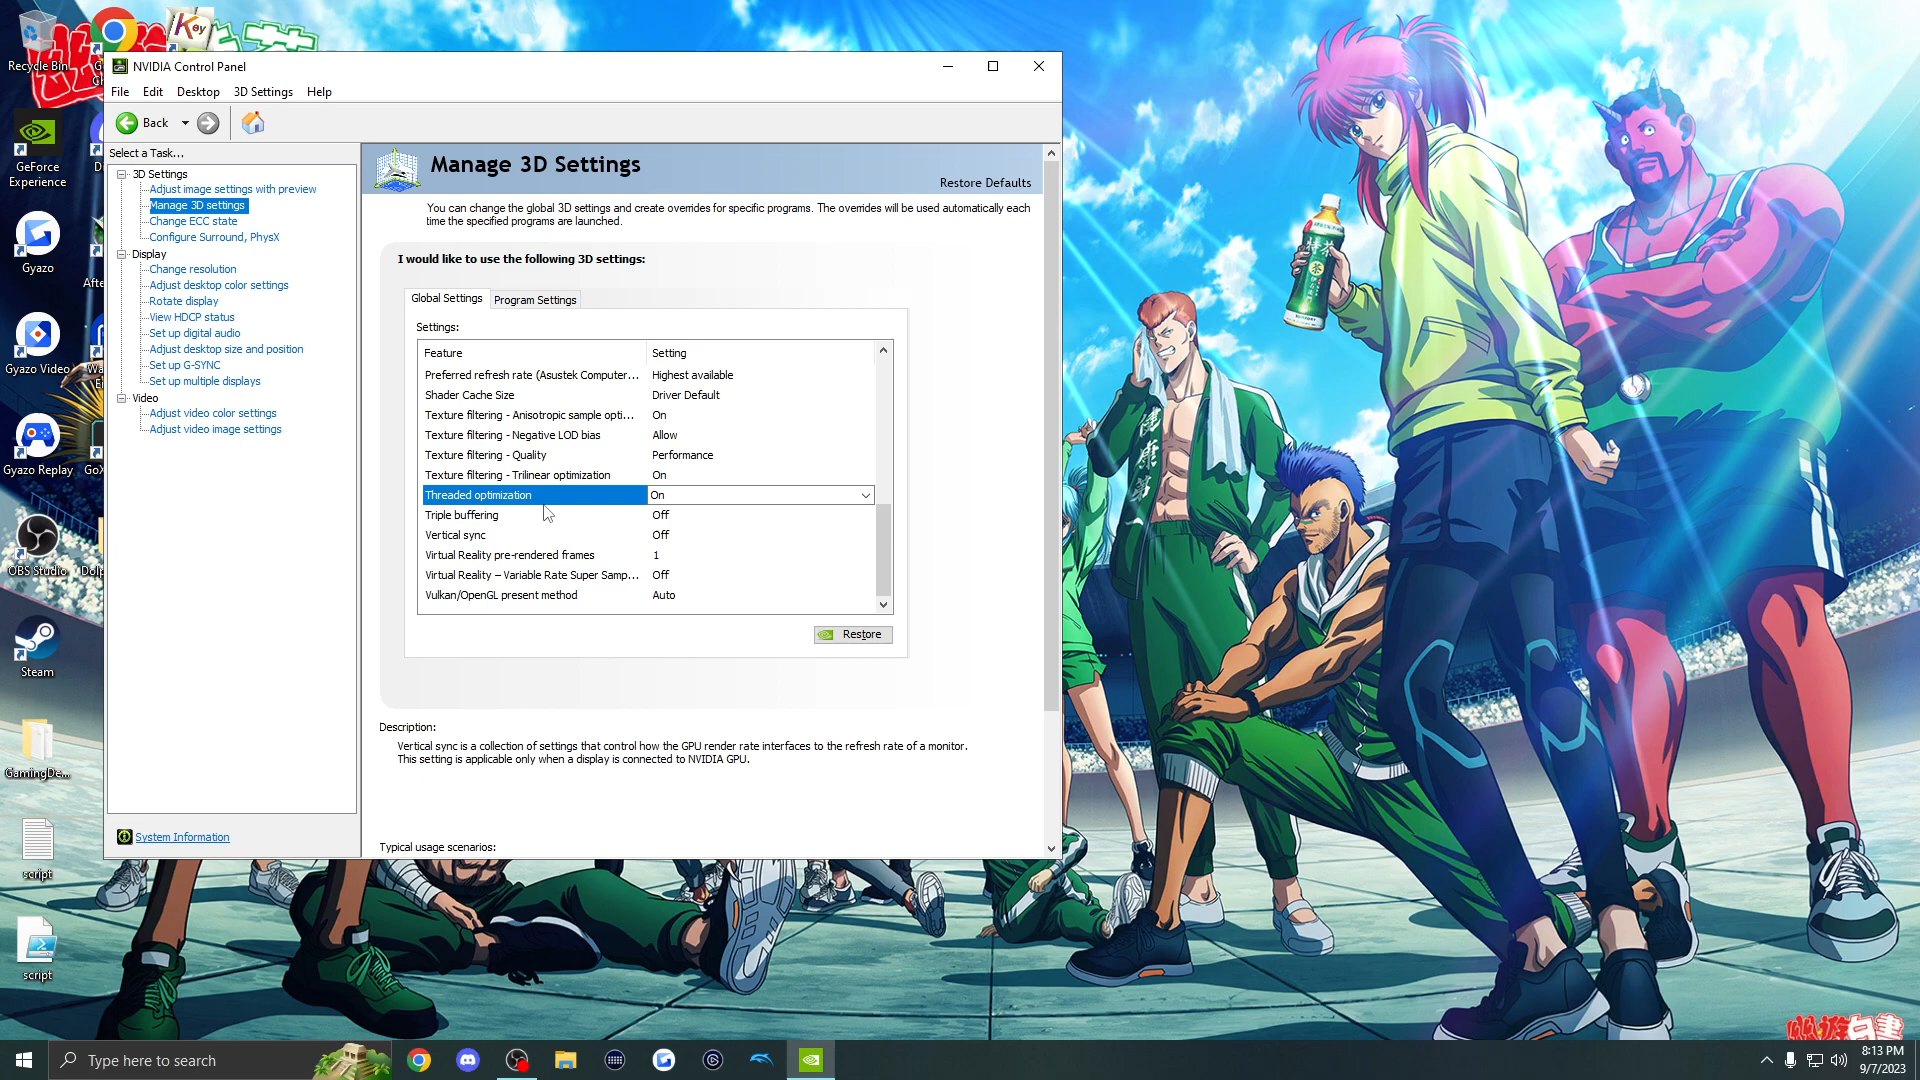 Recycle Bin
Key
GeForce
Experience
Gyazo
Gyazo Video
Gyazo Replay
OBS Studio
Steam
GamingDe...
script
script
NVIDIA Control Panel
File Edit Desktop 3D Settings Help
Back
Select a Task...
3D Settings
Adjust image settings with preview
Manage 3D settings
Change ECC state
Configure Surround, PhysX
Display
Change resolution
Adjust desktop color settings
Rotate display
View HDCP status
Set up digital audio
Adjust desktop size and position
Set up G-SYNC
Set up multiple displays
Video
Adjust video color settings
Adjust video image settings
System Information
Manage 3D Settings
Restore Defaults
You can change the global 3D settings and create overrides for specific programs. The overrides will be used automatically each
time the specified programs are launched.
I would like to use the following 3D settings:
Global Settings Program Settings
Settings:
Feature Setting
Preferred refresh rate (Asustek Computer... Highest available
Shader Cache Size Driver Default
Texture filtering - Anisotropic sample opti... On
Texture filtering - Negative LOD bias Allow
Texture filtering - Quality Performance
Texture filtering - Trilinear optimization On
Threaded optimization On
Triple buffering Off
Vertical sync Off
Virtual Reality pre-rendered frames 1
Virtual Reality – Variable Rate Super Samp... Off
Vulkan/OpenGL present method Auto
Restore
Description:
Vertical sync is a collection of settings that control how the GPU render rate interfaces to the refresh rate of a monitor.
This setting is applicable only when a display is connected to NVIDIA GPU.
Typical usage scenarios:
特茶
健康第一
幽遊白書
Type here to search
8:13 PM
9/7/2023